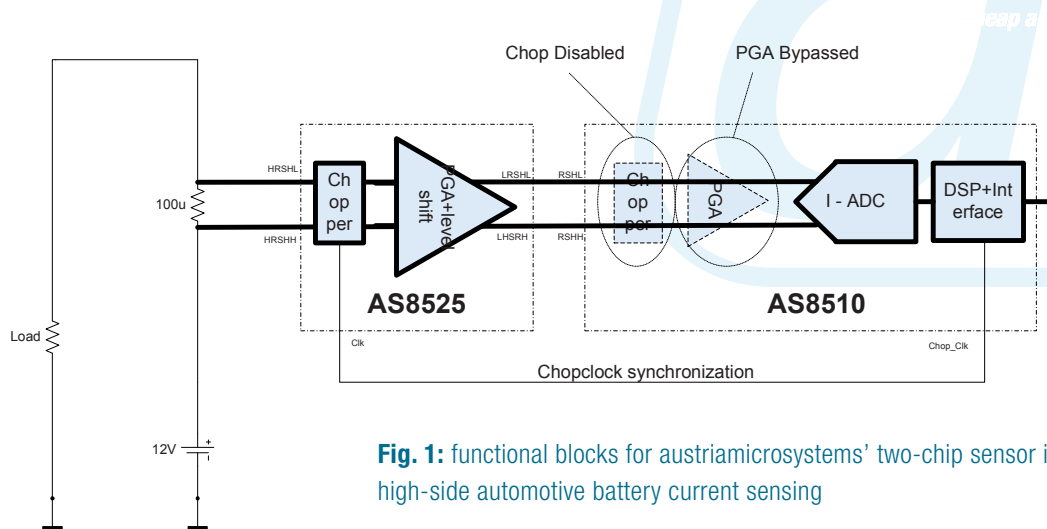 eap a
Chop Disabled
PGA Bypassed
HRSHL
LRSHL
RSHL
Ch
op
per
PGA+level
shift
Ch
op
per
PGA
I - ADC
DSP+Int
erface
100u
HRSHH
LHSRH
RSHH
AS8525
AS8510
Load
Clk
Chop_Clk
Chopclock synchronization
12V
+
-
Fig. 1: functional blocks for austriamicrosystems' two-chip sensor i
high-side automotive battery current sensing